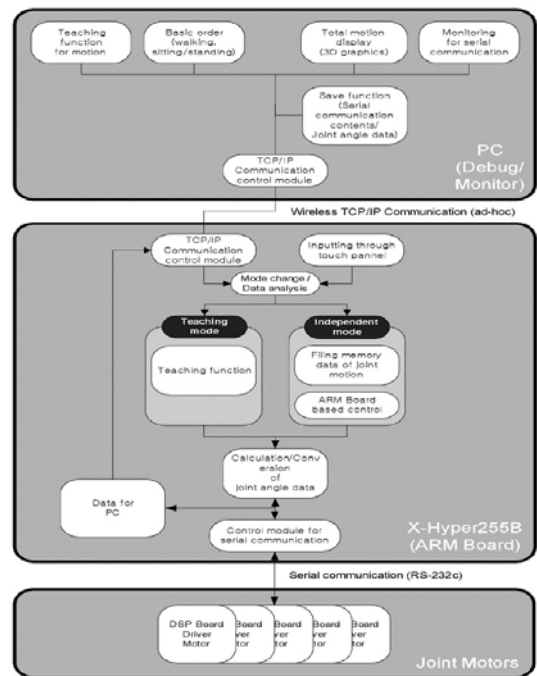 Teaching
function
for motion
Basic order
(walking,
sitting/standing)
Total motion
display
(3D graphics)
Monitoring
for serial
communication
Save function
(Serial
communication
contents/
Joint angle data)
TCP/IP
Communication
control module
PC
(Debug/
Monitor)
Wireless TCP/IP Communication (ad-hoc)
TCP/IP
Communication
control module
Inputting through
touch pannel
Mode change /
Data analysis
Teaching
mode
Teaching function
Independent
mode
Filing memory
data of joint
motion
ARM Board
based control
Calculation/Conv
ersion
of
joint angle data
Data for
PC
Control module for
serial communication
X-Hyper255B
(ARM Board)
Serial communication (RS-232c)
DSP Board
Driver
Motor
Board
ver
tor
Board
ver
tor
Board
ver
tor
Board
ver
tor
Joint Motors